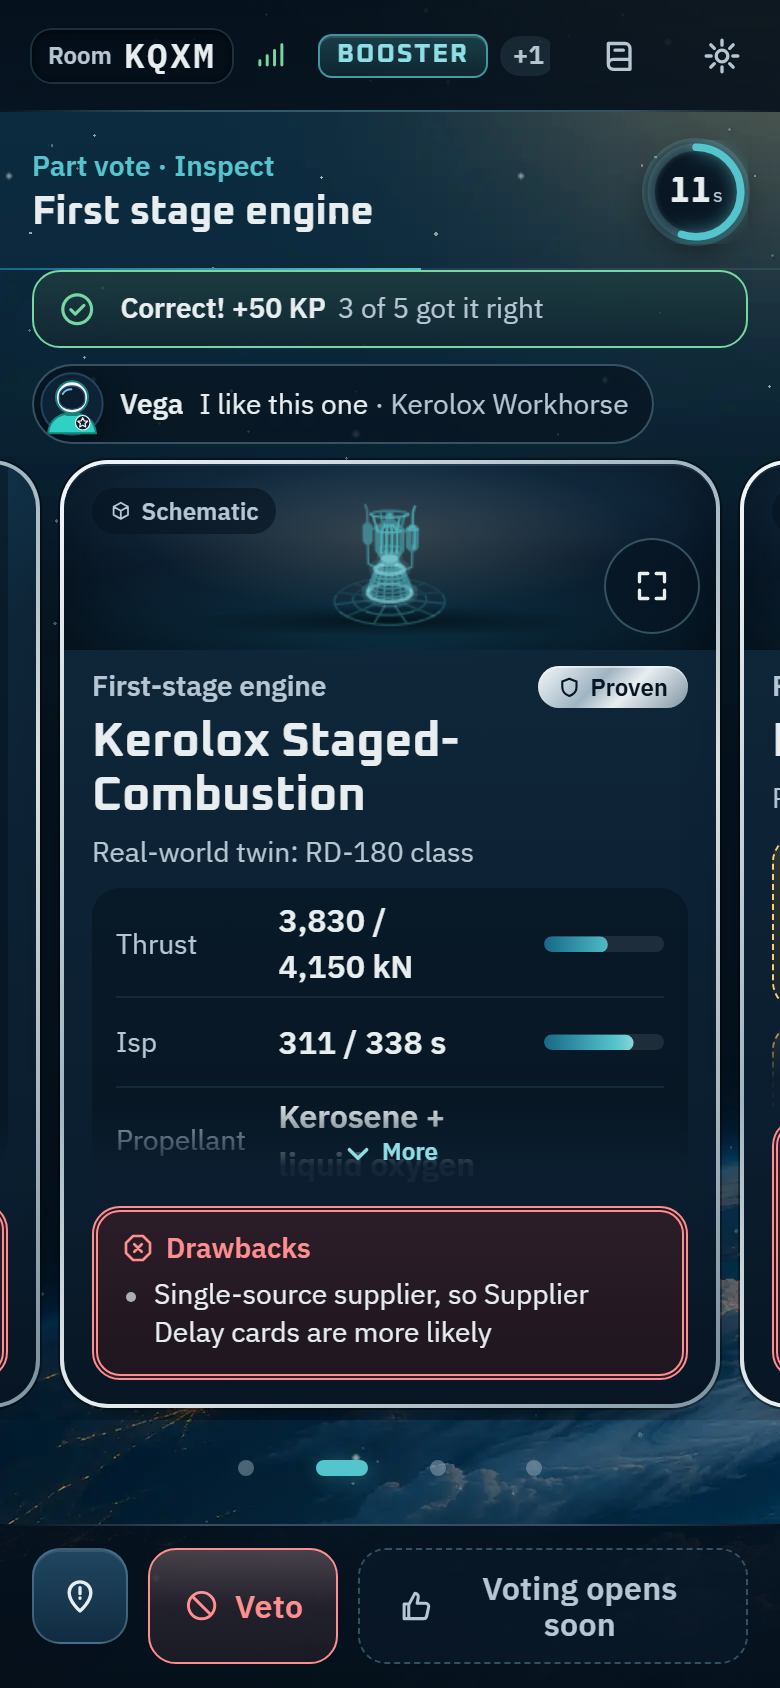 Room KQXM
BOOSTER
+1
Part vote · Inspect
First stage engine
11s
Correct! +50 KP 3 of 5 got it right
Vega I like this one · Kerolox Workhorse
Schematic
First-stage engine
Proven
Kerolox Staged-
Combustion
Real-world twin: RD-180 class
Thrust
3,830 /
4,150 kN
Isp
311 / 338 s
Propellant
Kerosene +
liquid oxygen
More
Drawbacks
Single-source supplier, so Supplier
Delay cards are more likely
Veto
Voting opens
soon